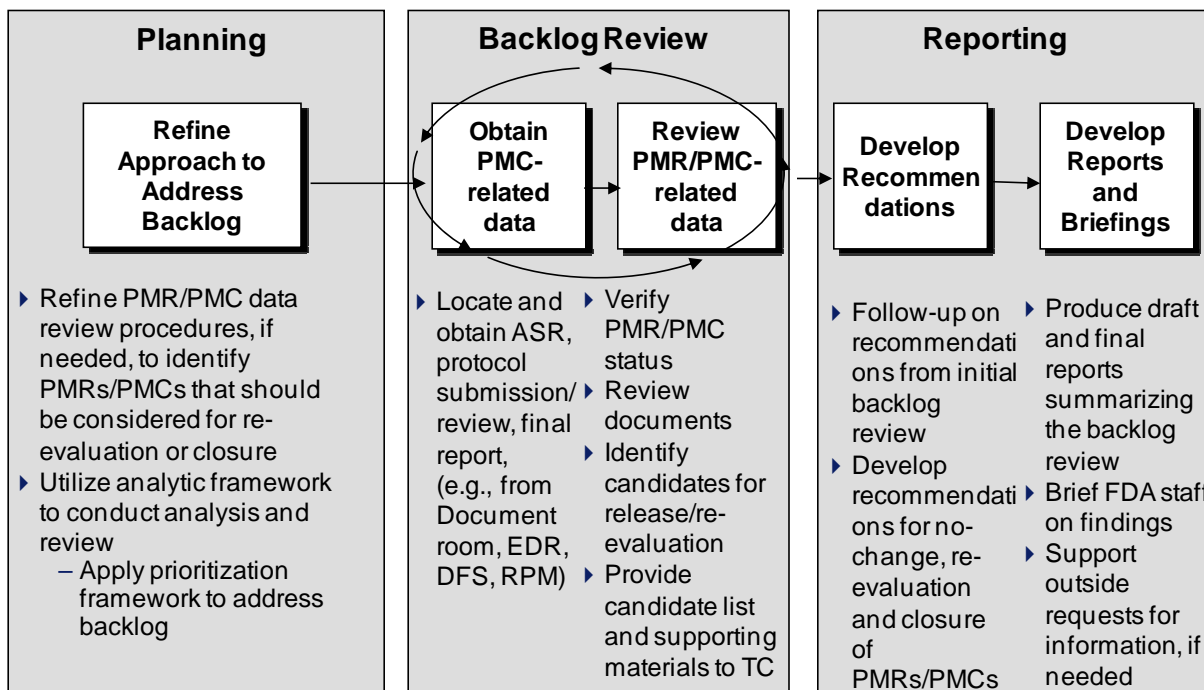 Planning
Refine
Approach to
Address
Backlog
▶ Refine PMR/PMC data
review procedures, if
needed, to identify
PMRs/PMCs that should
be considered for re-
evaluation or closure
▶ Utilize analytic framework
to conduct analysis and
review
– Apply prioritization
framework to address
backlog
Backlog Review
Obtain
PMC-
related
data
Review
PMR/PMC-
related
data
▶ Locate and
obtain ASR,
protocol
submission/
review, final
report,
(e.g., from
Document
room, EDR,
DFS, RPM)
▶ Verify
PMR/PMC
status
▶ Review
documents
▶ Identify
candidates for
release/re-
evaluation
▶ Provide
candidate list
and supporting
materials to TC
Reporting
Develop
Recommen
dations
Develop
Reports
and
Briefings
▶ Follow-up on
recommendati
ons from initial
backlog
review
▶ Develop
recommendati
ons for no-
change, re-
evaluation
and closure
of
PMRs/PMCs
▶ Produce draft
and final
reports
summarizing
the backlog
review
▶ Brief FDA staff
on findings
▶ Support
outside
requests for
information, if
needed